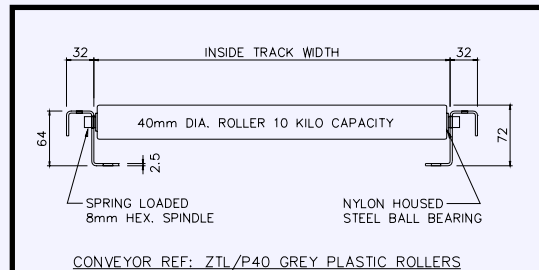 32
INSIDE TRACK WIDTH
32
40mm DIA. ROLLER 10 KILO CAPACITY
64
2.5
72
SPRING LOADED
8mm HEX. SPINDLE
NYLON HOUSED
STEEL BALL BEARING
CONVEYOR REF: ZTL/P40 GREY PLASTIC ROLLERS